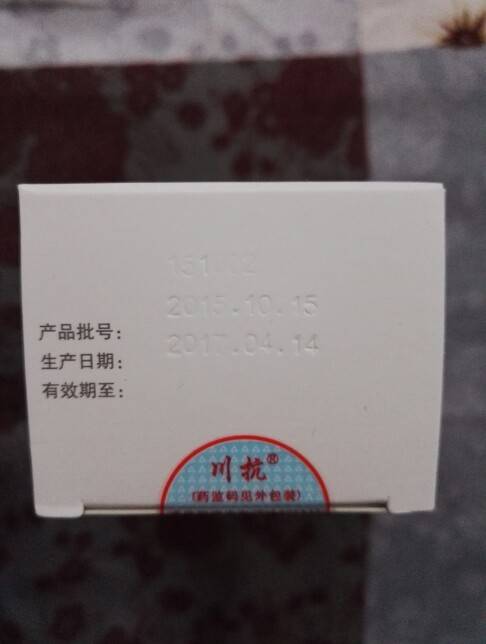 2015.10.15
2017.04.14
产品批号：
生产日期：
有效期至：
川抗®
(药监码见外包装)